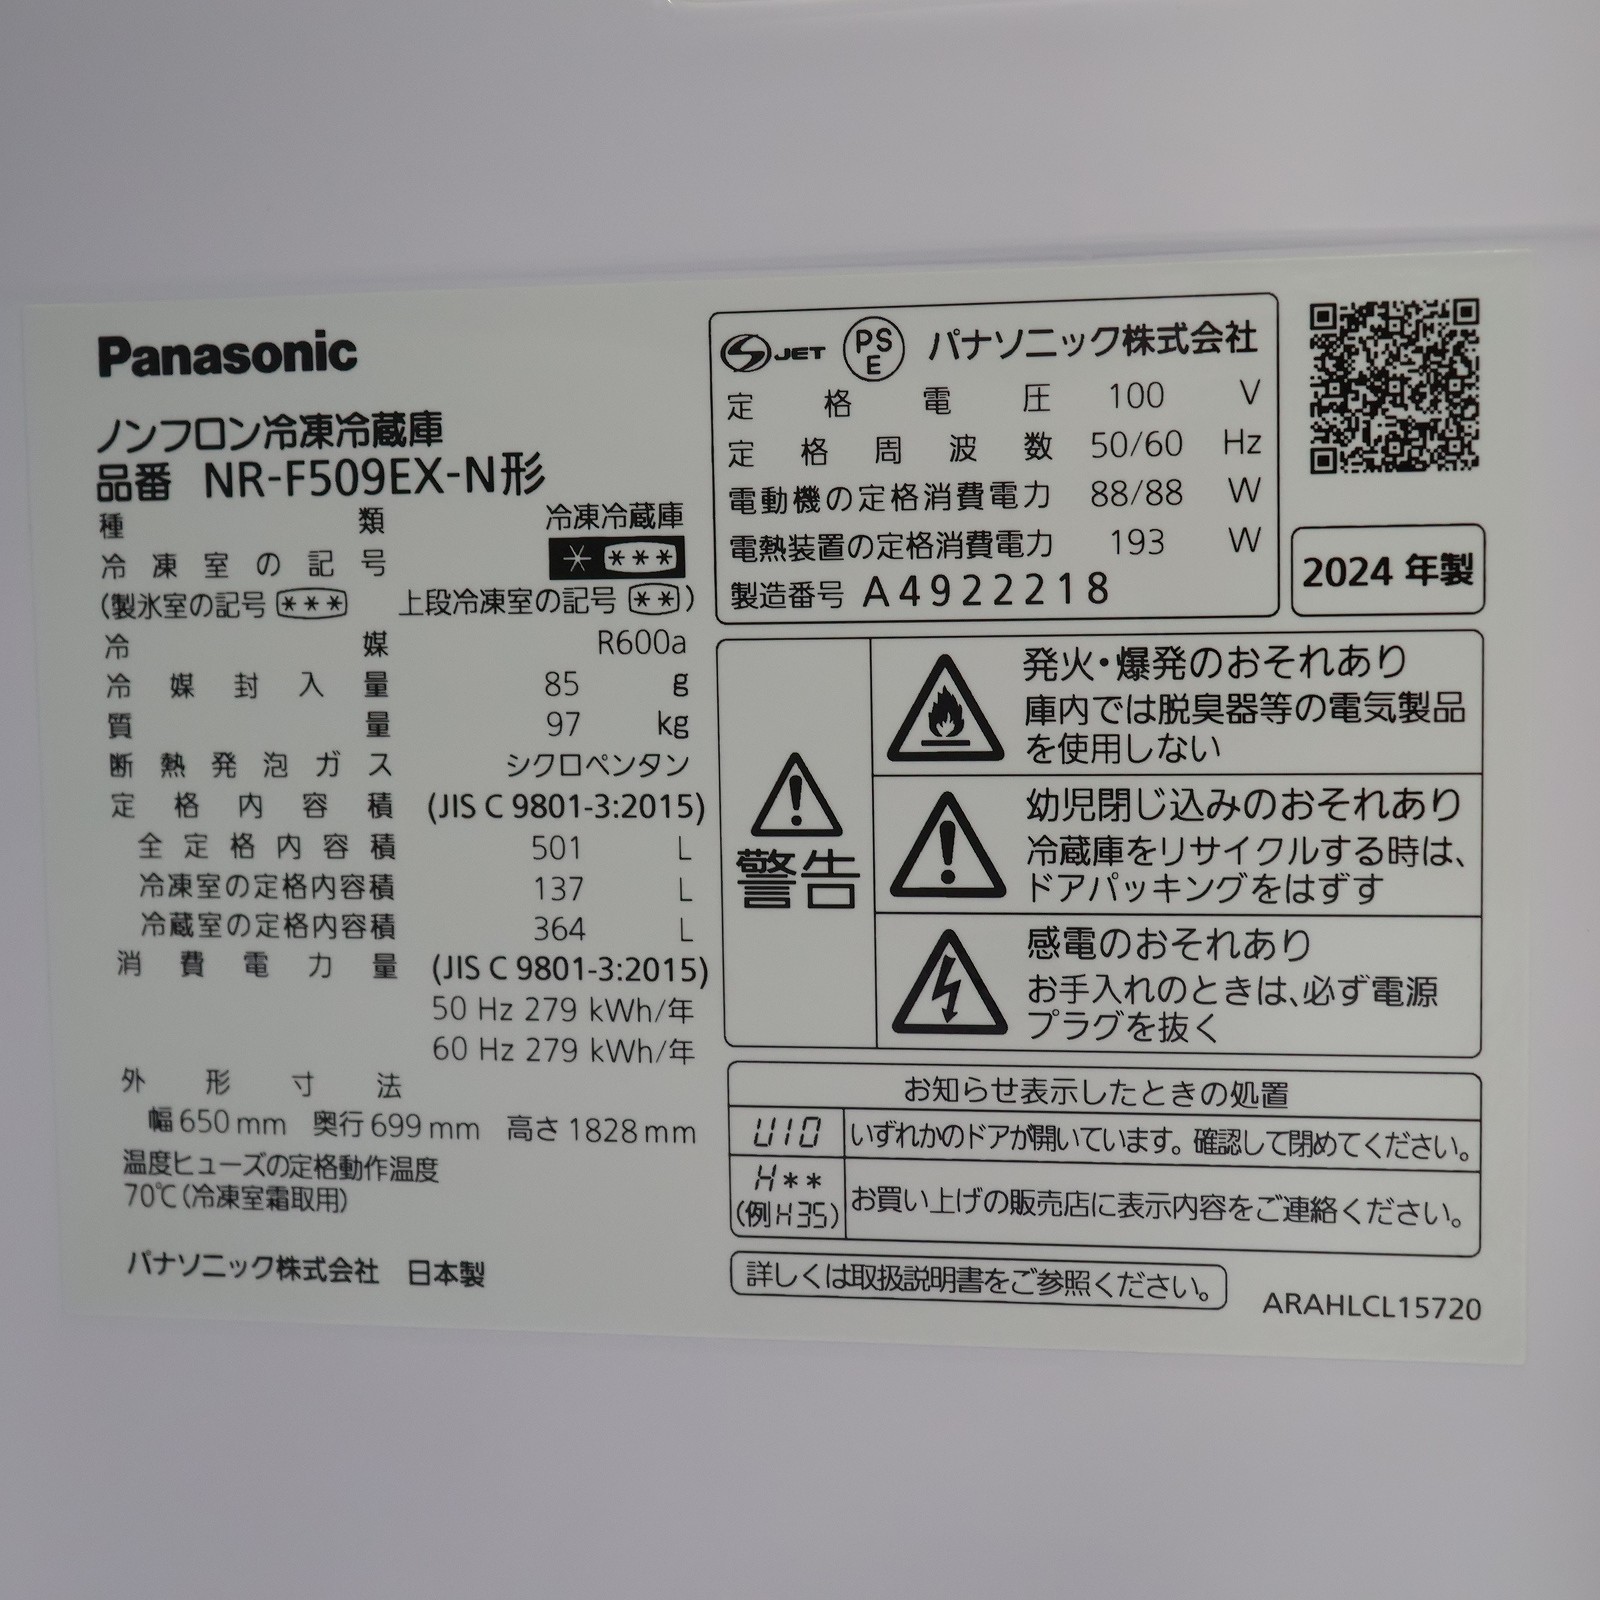 Panasonic
ノンフロン冷凍冷蔵庫
品番 NR-F509EX-N形
種類 冷凍冷蔵庫
冷凍室の記号 * ***
(製氷室の記号 *** 上段冷凍室の記号 **)
冷媒 R600a
冷媒封入量 85 g
質量 97 kg
断熱発泡ガス シクロペンタン
定格内容積 (JIS C 9801-3:2015)
全定格内容積 501 L
冷凍室の定格内容積 137 L
冷蔵室の定格内容積 364 L
消費電力量 (JIS C 9801-3:2015)
50 Hz 279 kWh/年
60 Hz 279 kWh/年
外形寸法
幅650mm 奥行699mm 高さ1828mm
温度ヒューズの定格動作温度
70℃(冷凍室霜取用)
パナソニック株式会社 日本製
S JET PSE パナソニック株式会社
定格電圧 100 V
定格周波数 50/60 Hz
電動機の定格消費電力 88/88 W
電熱装置の定格消費電力 193 W
製造番号 A4922218
2024 年製
警告
発火・爆発のおそれあり
庫内では脱臭器等の電気製品
を使用しない
幼児閉じ込みのおそれあり
冷蔵庫をリサイクルする時は、
ドアパッキングをはずす
感電のおそれあり
お手入れのときは、必ず電源
プラグを抜く
お知らせ表示したときの処置
U10 いずれかのドアが開いています。確認して閉めてください。
H**
(例H35) お買い上げの販売店に表示内容をご連絡ください。
詳しくは取扱説明書をご参照ください。
ARAHLCL15720